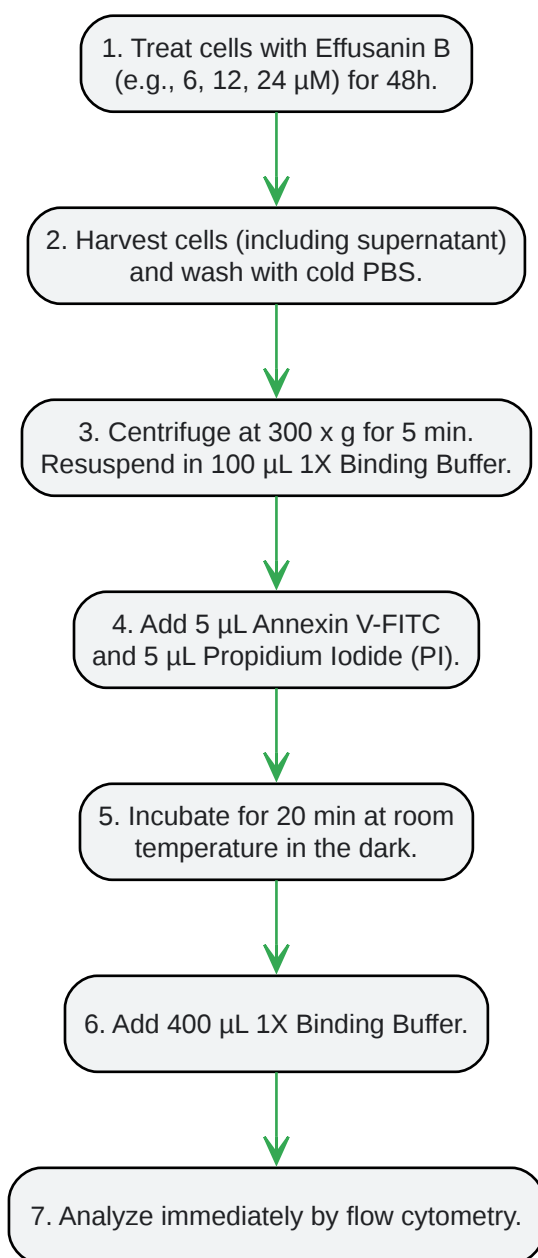 1. Treat cells with Effusanin B
(e.g., 6, 12, 24 µM) for 48h.
2. Harvest cells (including supernatant)
and wash with cold PBS.
3. Centrifuge at 300 x g for 5 min.
Resuspend in 100 µL 1X Binding Buffer.
4. Add 5 µL Annexin V-FITC
and 5 µL Propidium Iodide (PI).
5. Incubate for 20 min at room
temperature in the dark.
6. Add 400 µL 1X Binding Buffer.
7. Analyze immediately by flow cytometry.